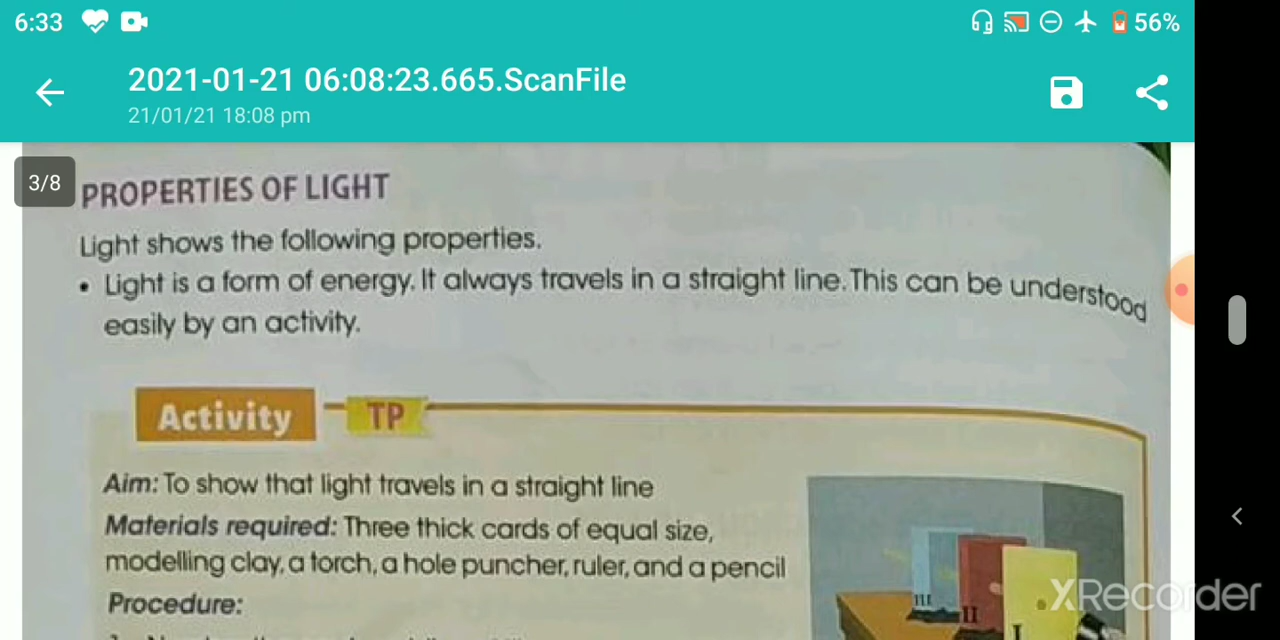 6:33 56%
2021-01-21 06:08:23.665.ScanFile
21/01/21 18:08 pm
3/8
PROPERTIES OF LIGHT
Light shows the following properties.
• Light is a form of energy. It always travels in a straight line. This can be understood
easily by an activity.
Activity TP
Aim: To show that light travels in a straight line
Materials required: Three thick cards of equal size,
modelling clay, a torch, a hole puncher, ruler, and a pencil
Procedure:
III
II
I
XRecorder